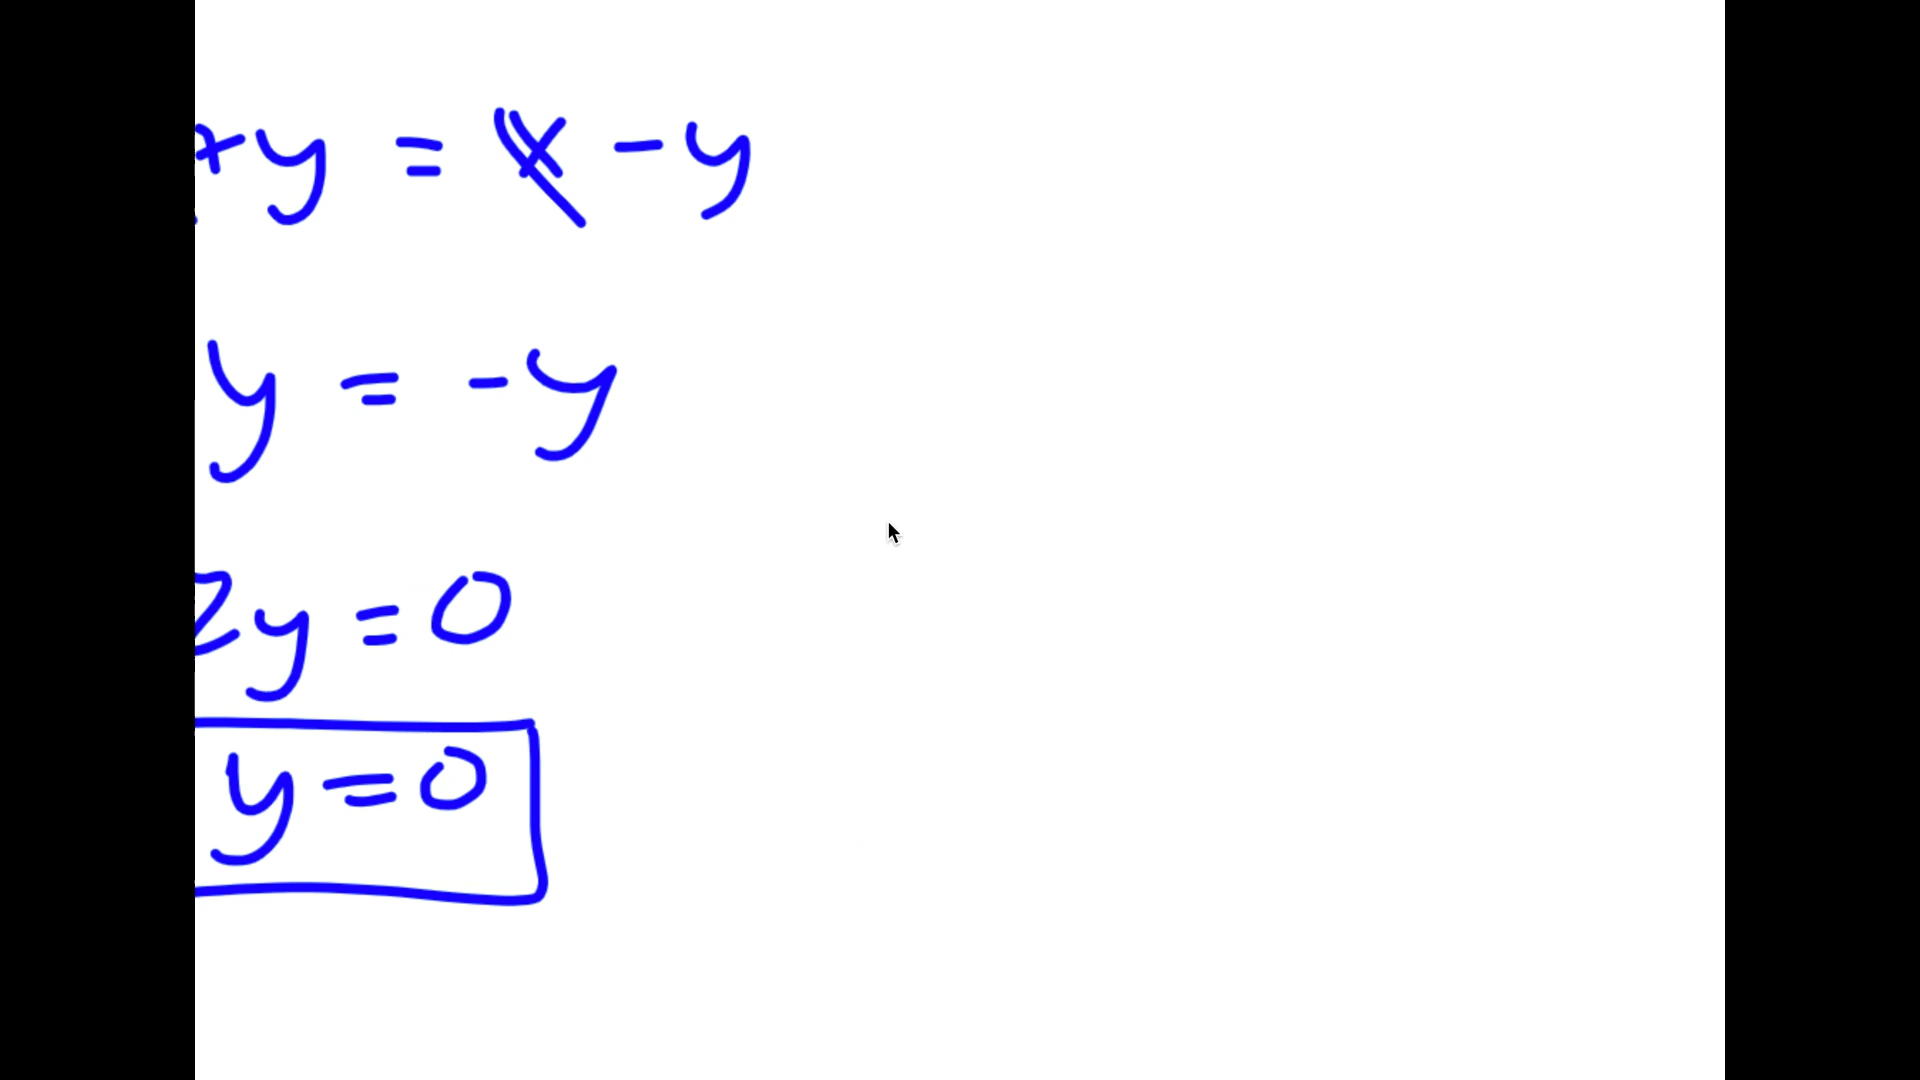 +y = x - y
y = -y
2y = 0
y = 0